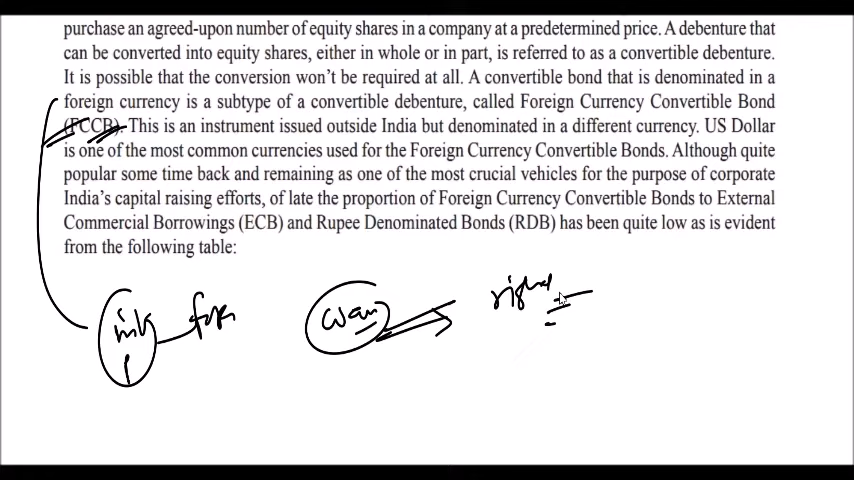 purchase an agreed-upon number of equity shares in a company at a predetermined price. A debenture that
can be converted into equity shares, either in whole or in part, is referred to as a convertible debenture.
It is possible that the conversion won't be required at all. A convertible bond that is denominated in a
foreign currency is a subtype of a convertible debenture, called Foreign Currency Convertible Bond
(FCCB). This is an instrument issued outside India but denominated in a different currency. US Dollar
is one of the most common currencies used for the Foreign Currency Convertible Bonds. Although quite
popular some time back and remaining as one of the most crucial vehicles for the purpose of corporate
India's capital raising efforts, of late the proportion of Foreign Currency Convertible Bonds to External
Commercial Borrowings (ECB) and Rupee Denominated Bonds (RDB) has been quite low as is evident
from the following table: